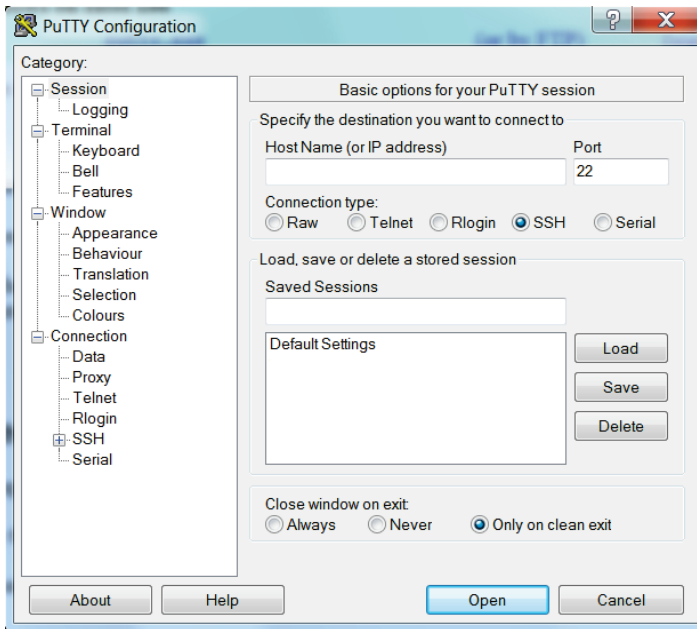 PuTTY Configuration
Category:
Session
Logging
Terminal
Keyboard
Bell
Features
Window
Appearance
Behaviour
Translation
Selection
Colours
Connection
Data
Proxy
Telnet
Rlogin
SSH
Serial
Basic options for your PuTTY session
Specify the destination you want to connect to
Host Name (or IP address) Port
22
Connection type:
Raw Telnet Rlogin SSH Serial
Load, save or delete a stored session
Saved Sessions
Default Settings
Load
Save
Delete
Close window on exit:
Always Never Only on clean exit
About Help Open Cancel